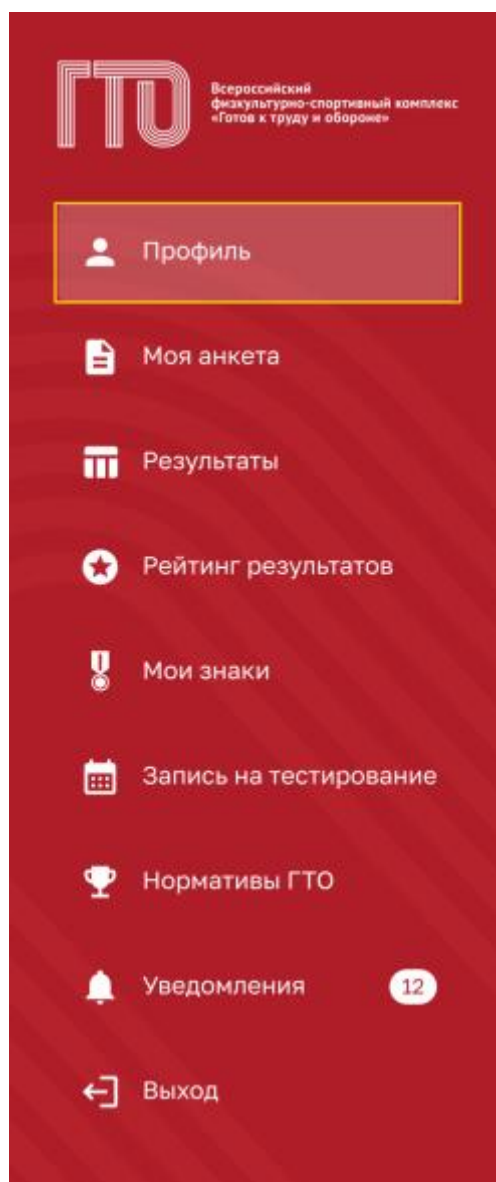 ГТО
Всероссийский
физкультурно-спортивный комплекс
«Готов к труду и обороне»
Профиль
Моя анкета
Результаты
Рейтинг результатов
Мои знаки
Запись на тестирование
Нормативы ГТО
Уведомления 12
Выход